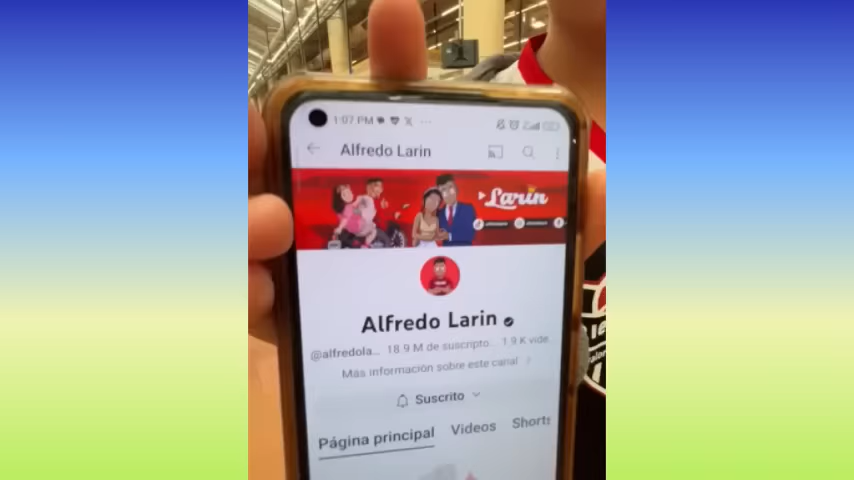 1:07 PM
Alfredo Larin
Larin
Alfredo Larin
@alfredola... 18.9 M de suscripto... 1.9 K vide
Más información sobre este canal
Suscrito
Página principal Videos Shorts